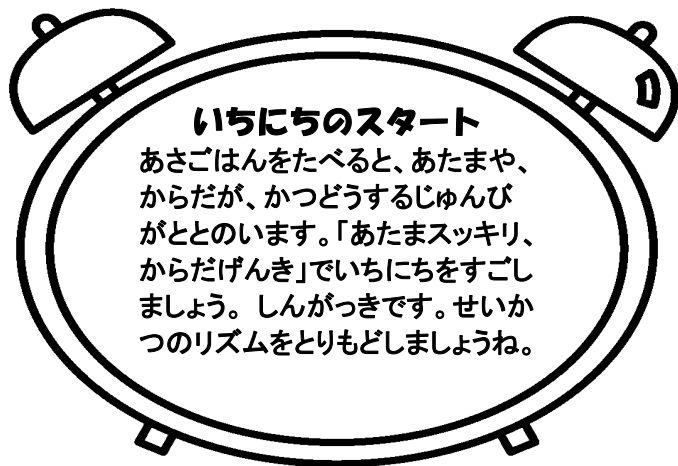 いちにちのスタート
あさごはんをたべると、あたまや、
からだが、かつどうするじゅんび
がととのいます。「あたまスッキリ、
からだげんき」でいちにちをすごし
ましょう。 しんがっきです。せいか
つのリズムをとりもどしましょうね。